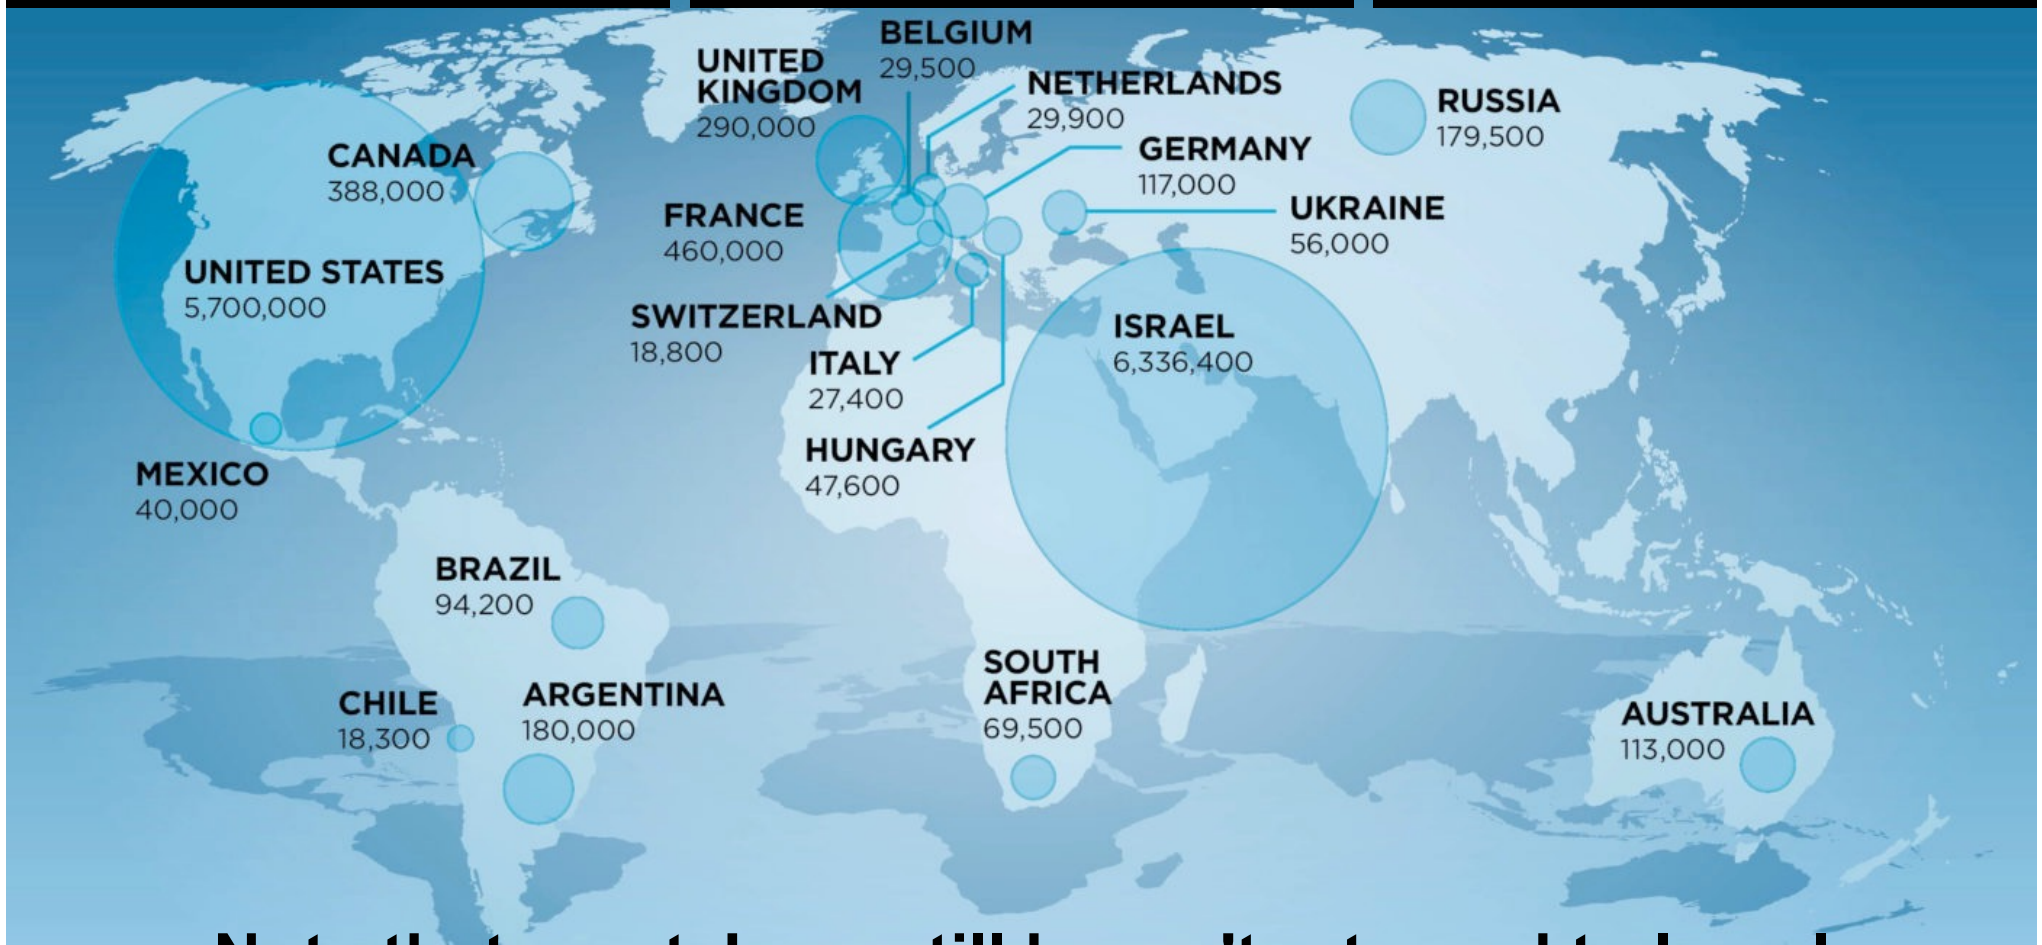 BELGIUM
29,500
UNITED
KINGDOM
290,000
NETHERLANDS
29,900
RUSSIA
179,500
CANADA
388,000
GERMANY
117,000
FRANCE
460,000
UKRAINE
56,000
UNITED STATES
5,700,000
SWITZERLAND
18,800
ISRAEL
6,336,400
ITALY
27,400
HUNGARY
47,600
MEXICO
40,000
BRAZIL
94,200
SOUTH
AFRICA
69,500
CHILE
18,300
ARGENTINA
180,000
AUSTRALIA
113,000